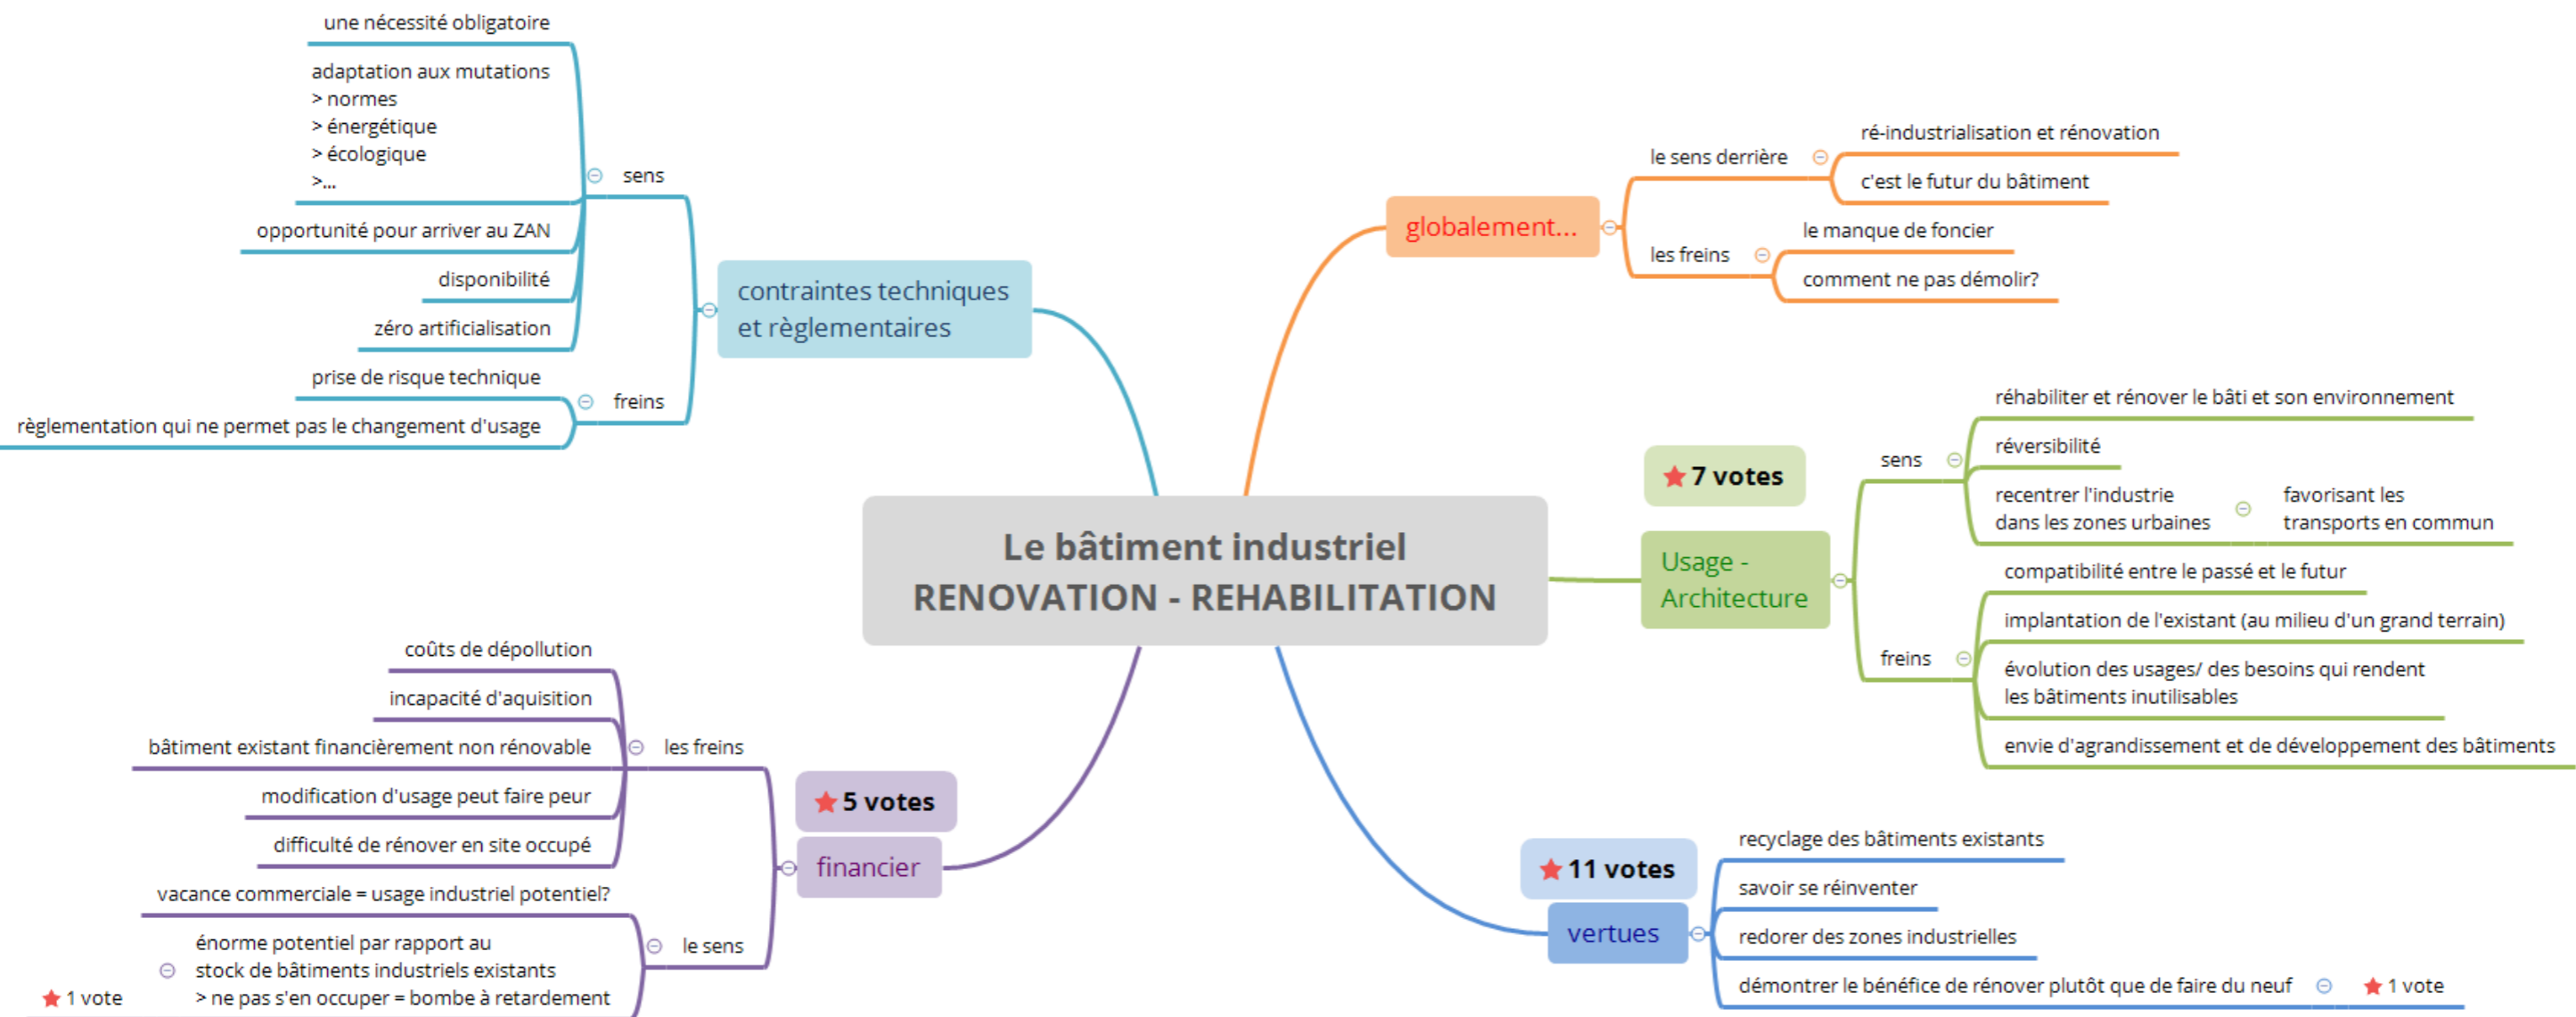 Le bâtiment industriel
RENOVATION - REHABILITATION
globalement...
le sens derrière
ré-industrialisation et rénovation
c'est le futur du bâtiment
les freins
le manque de foncier
comment ne pas démolir?
★ 7 votes
Usage -
Architecture
sens
réhabiliter et rénover le bâti et son environnement
réversibilité
recentrer l'industrie
dans les zones urbaines
favorisant les
transports en commun
freins
compatibilité entre le passé et le futur
implantation de l'existant (au milieu d'un grand terrain)
évolution des usages/ des besoins qui rendent
les bâtiments inutilisables
envie d'agrandissement et de développement des bâtiments
★ 11 votes
vertues
recyclage des bâtiments existants
savoir se réinventer
redorer des zones industrielles
démontrer le bénéfice de rénover plutôt que de faire du neuf
★ 1 vote
contraintes techniques
et règlementaires
sens
une nécessité obligatoire
adaptation aux mutations
> normes
> énergétique
> écologique
>...
opportunité pour arriver au ZAN
disponibilité
zéro artificialisation
freins
prise de risque technique
règlementation qui ne permet pas le changement d'usage
★ 5 votes
financier
les freins
coûts de dépollution
incapacité d'aquisition
bâtiment existant financièrement non rénovable
modification d'usage peut faire peur
difficulté de rénover en site occupé
le sens
vacance commerciale = usage industriel potentiel?
énorme potentiel par rapport au
stock de bâtiments industriels existants
> ne pas s'en occuper = bombe à retardement
★ 1 vote